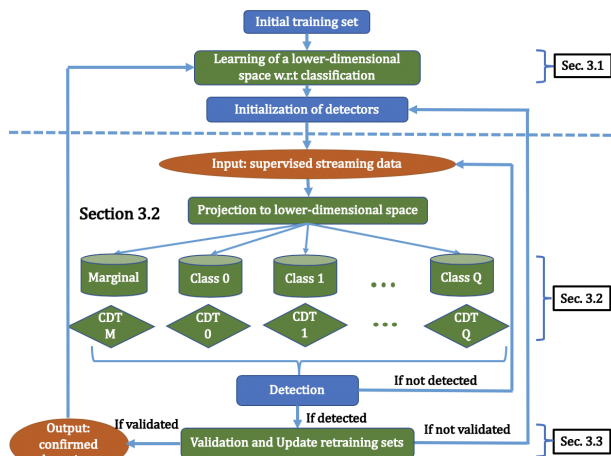 Initial training set
Learning of a lower-dimensional
space w.r.t classification
Sec. 3.1
Initialization of detectors
Input: supervised streaming data
Section 3.2
Projection to lower-dimensional space
Marginal
Class 0
Class 1
...
Class Q
CDT
M
CDT
0
CDT
1
...
CDT
Q
Sec. 3.2
Detection
If not detected
If detected
If validated
If not validated
Output:
confirmed
Validation and Update retraining sets
Sec. 3.3